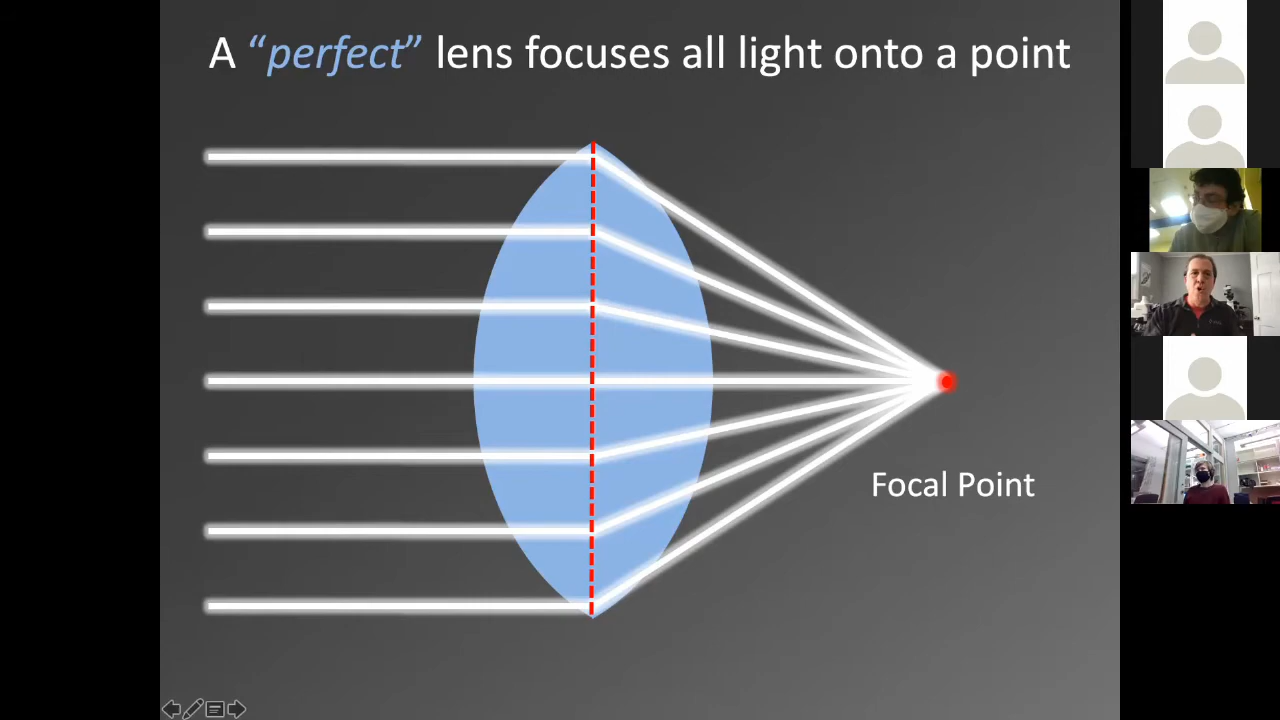 A “perfect” lens focuses all light onto a point
Focal Point